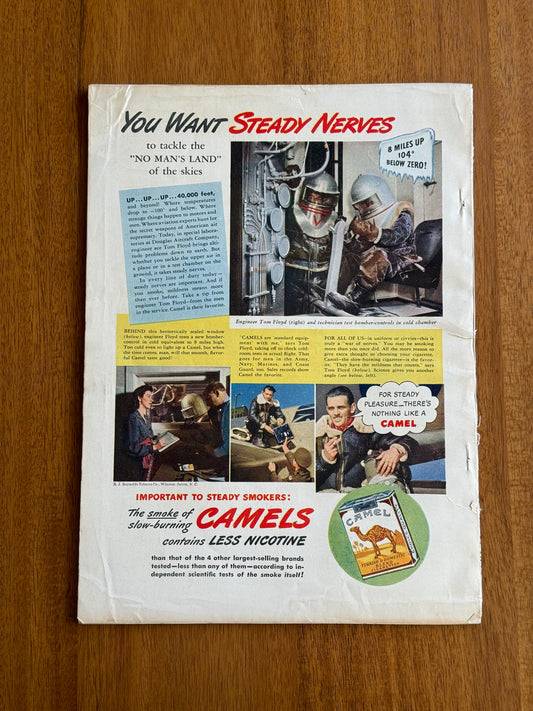 YOU WANT STEADY NERVES
to tackle the
"NO MAN'S LAND"
of the skies
8 MILES UP
104°
BELOW ZERO!
UP...UP...UP...40,000 feet,
and beyond! Where temperatures
drop to -100° and below. Where
strange things happen to motors and
men. Where aviation experts hunt for
the secret weapons of American air
supremacy. Today, in special labora-
tories at Douglas Aircraft Company,
engineer ace Tom Floyd brings alti-
tude problems down to earth. But
whether you tackle the upper air in
a plane or in a test chamber on the
ground, it takes steady nerves.
In every line of duty today—
steady nerves are important. And if
you smoke, mildness means more
than ever before. Take a tip from
engineer Tom Floyd—from the men
in the service. Camel is their favorite.
Engineer Tom Floyd (right) and technician test bomber-controls in cold chamber
BEHIND this hermetically sealed window
(below), engineer Floyd tests a new bomber-
control in cold equivalent to 8 miles high.
Too cold even to light up a Camel, but when
the time comes, man, will that smooth, flavor-
ful Camel taste good!
"CAMELS are standard equip-
ment with me," says Tom
Floyd, taking off to check cold-
room tests in actual flight. That
goes for men in the Army,
Navy, Marines, and Coast
Guard, too. Sales records show
Camel the favorite.
FOR ALL OF US—in uniform or civvies—this is
truly a "war of nerves." You may be smoking
more than you once did. All the more reason to
give extra thought to choosing your cigarette.
Camel—the slow-burning cigarette—is the favor-
ite. "They have the mildness that counts," says
Tom Floyd (below). Science gives you another
angle (see below, left).
FOR STEADY
PLEASURE—THERE'S
NOTHING LIKE A
CAMEL
R. J. Reynolds Tobacco Co., Winston-Salem, N. C.
IMPORTANT TO STEADY SMOKERS:
The smoke of
slow-burning
CAMELS
contains LESS NICOTINE
than that of the 4 other largest-selling brands
tested—less than any of them—according to in-
dependent scientific tests of the smoke itself!
CAMEL
TURKISH & DOMESTIC
BLEND
CIGARETTES